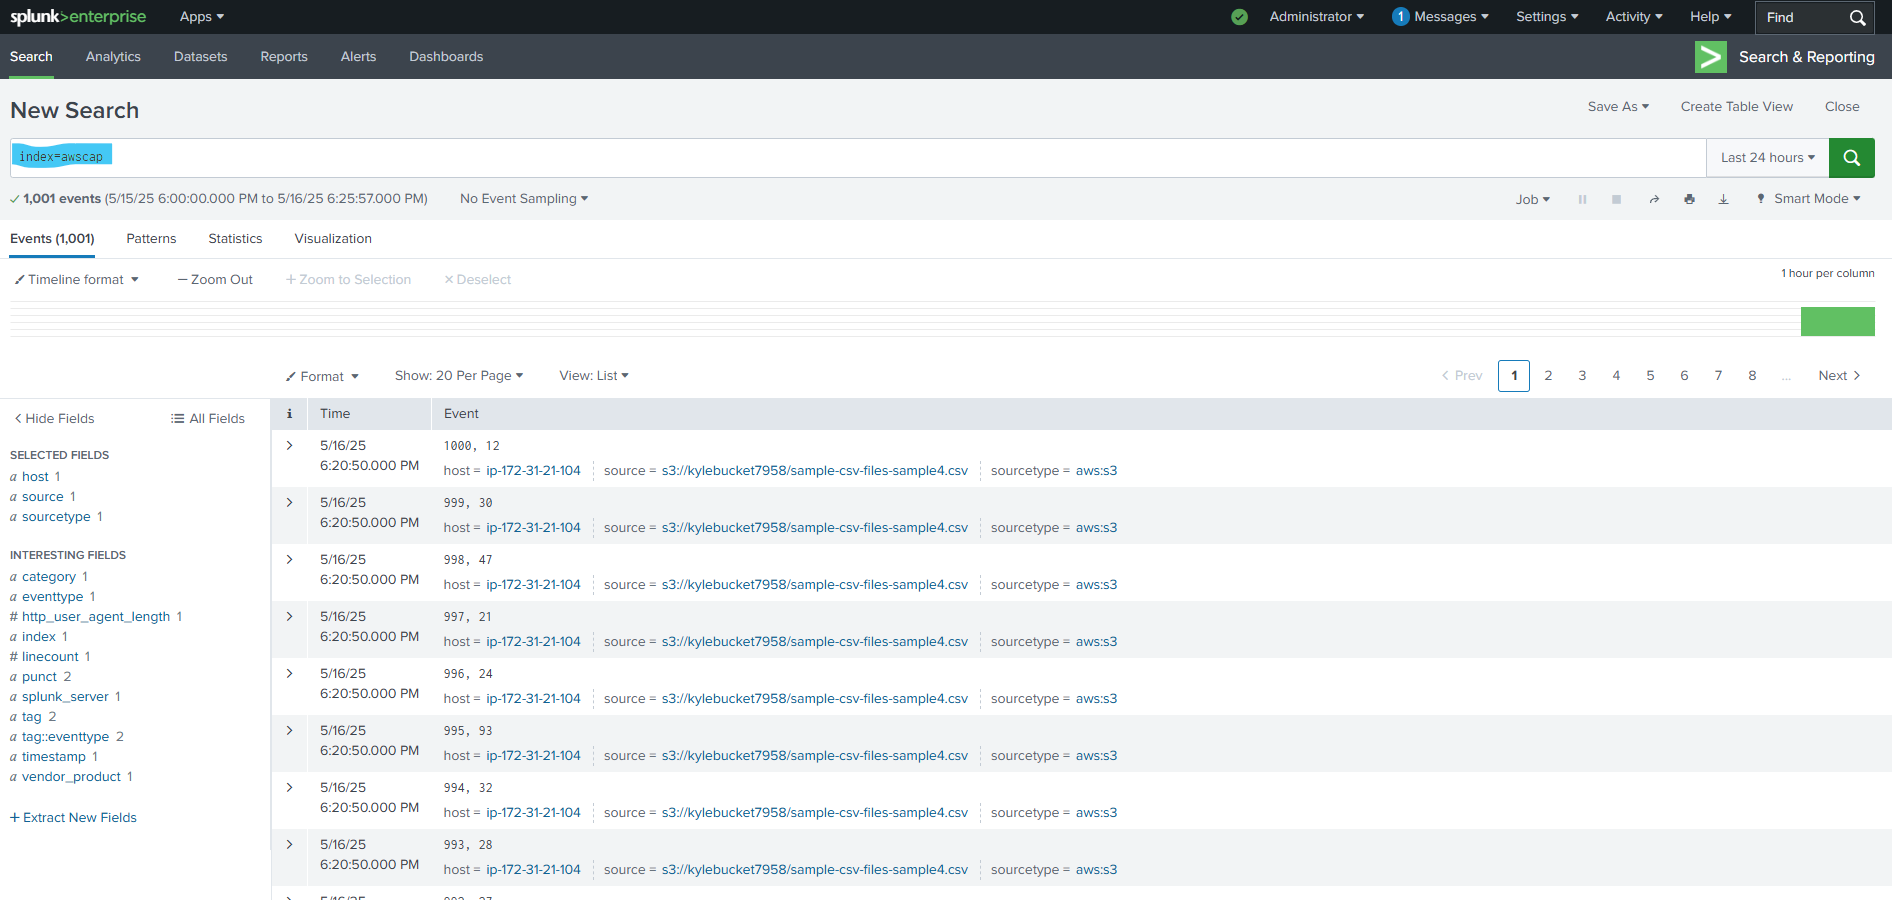 splunk>enterprise Apps Administrator 1 Messages Settings Activity Help Find
Search Analytics Datasets Reports Alerts Dashboards Search & Reporting
New Search Save As Create Table View Close
index=awscap Last 24 hours
1,001 events (5/15/25 6:00:00.000 PM to 5/16/25 6:25:57.000 PM) No Event Sampling Job Smart Mode
Events (1,001) Patterns Statistics Visualization
Timeline format — Zoom Out + Zoom to Selection × Deselect 1 hour per column
Format Show: 20 Per Page View: List < Prev 1 2 3 4 5 6 7 8 ... Next >
< Hide Fields All Fields
SELECTED FIELDS
a host 1
a source 1
a sourcetype 1
INTERESTING FIELDS
a category 1
a eventtype 1
# http_user_agent_length 1
a index 1
# linecount 1
a punct 2
a splunk_server 1
a tag 2
a tag::eventtype 2
a timestamp 1
a vendor_product 1
+ Extract New Fields
i Time Event
> 5/16/25 1000, 12
6:20:50.000 PM host = ip-172-31-21-104 source = s3://kylebucket7958/sample-csv-files-sample4.csv sourcetype = aws:s3
> 5/16/25 999, 30
6:20:50.000 PM host = ip-172-31-21-104 source = s3://kylebucket7958/sample-csv-files-sample4.csv sourcetype = aws:s3
> 5/16/25 998, 47
6:20:50.000 PM host = ip-172-31-21-104 source = s3://kylebucket7958/sample-csv-files-sample4.csv sourcetype = aws:s3
> 5/16/25 997, 21
6:20:50.000 PM host = ip-172-31-21-104 source = s3://kylebucket7958/sample-csv-files-sample4.csv sourcetype = aws:s3
> 5/16/25 996, 24
6:20:50.000 PM host = ip-172-31-21-104 source = s3://kylebucket7958/sample-csv-files-sample4.csv sourcetype = aws:s3
> 5/16/25 995, 93
6:20:50.000 PM host = ip-172-31-21-104 source = s3://kylebucket7958/sample-csv-files-sample4.csv sourcetype = aws:s3
> 5/16/25 994, 32
6:20:50.000 PM host = ip-172-31-21-104 source = s3://kylebucket7958/sample-csv-files-sample4.csv sourcetype = aws:s3
> 5/16/25 993, 28
6:20:50.000 PM host = ip-172-31-21-104 source = s3://kylebucket7958/sample-csv-files-sample4.csv sourcetype = aws:s3